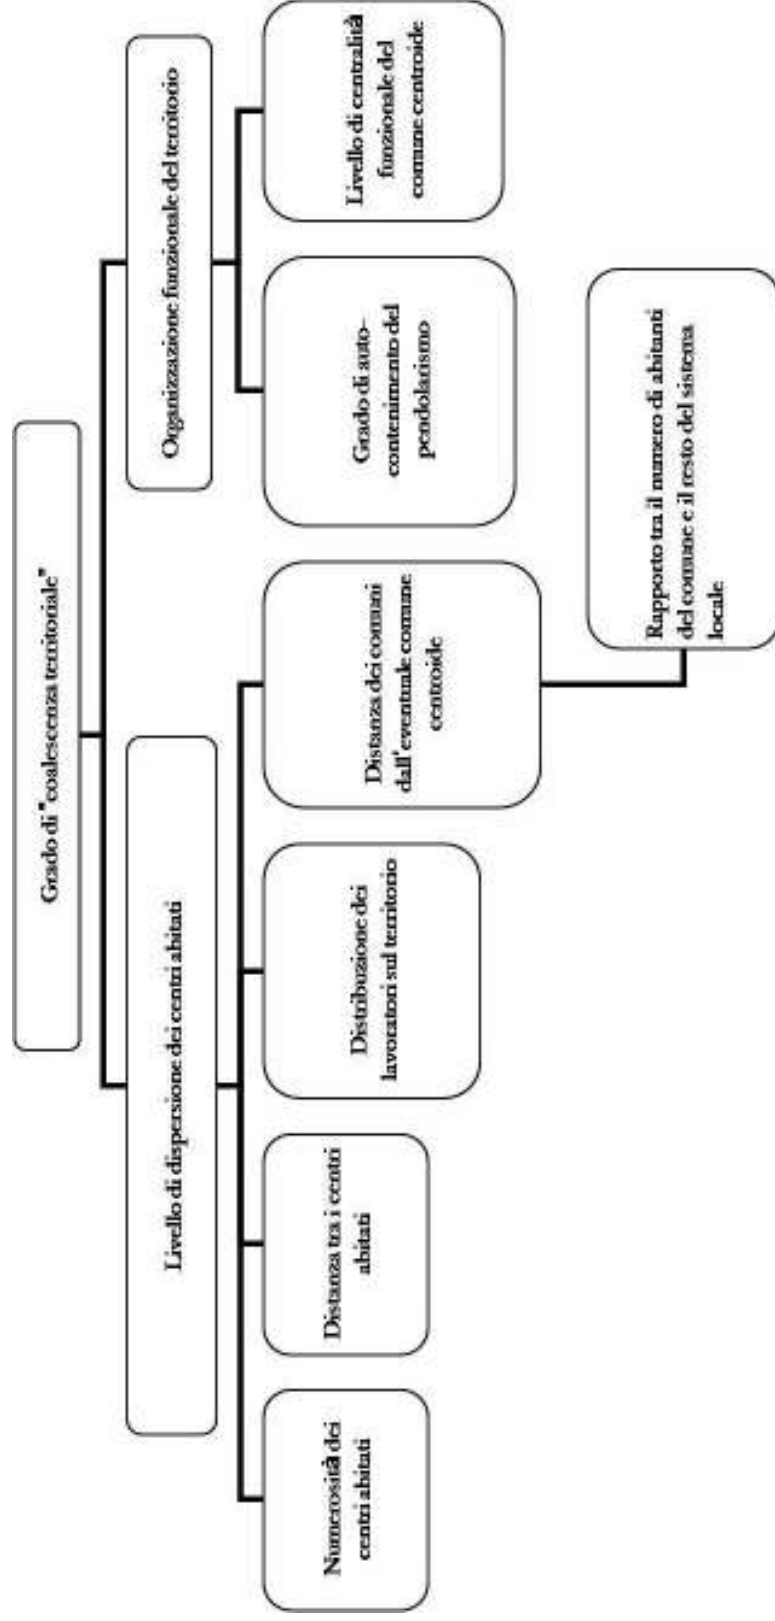 Grado di "coalescenza territoriale"
Livello di dispersione dei centri abitati
Organizzazione funzionale del territorio
Numerosità dei
centri abitati
Distanza tra i centri
abitati
Distribuzione dei
lavoratori sul territorio
Distanza dei comuni
dall'eventuale comune
centroide
Grado di auto-
contenimento del
pendolarismo
Livello di centralità
funzionale del
comune centroide
Rapporto tra il numero di abitanti
del comune e il resto del sistema
locale